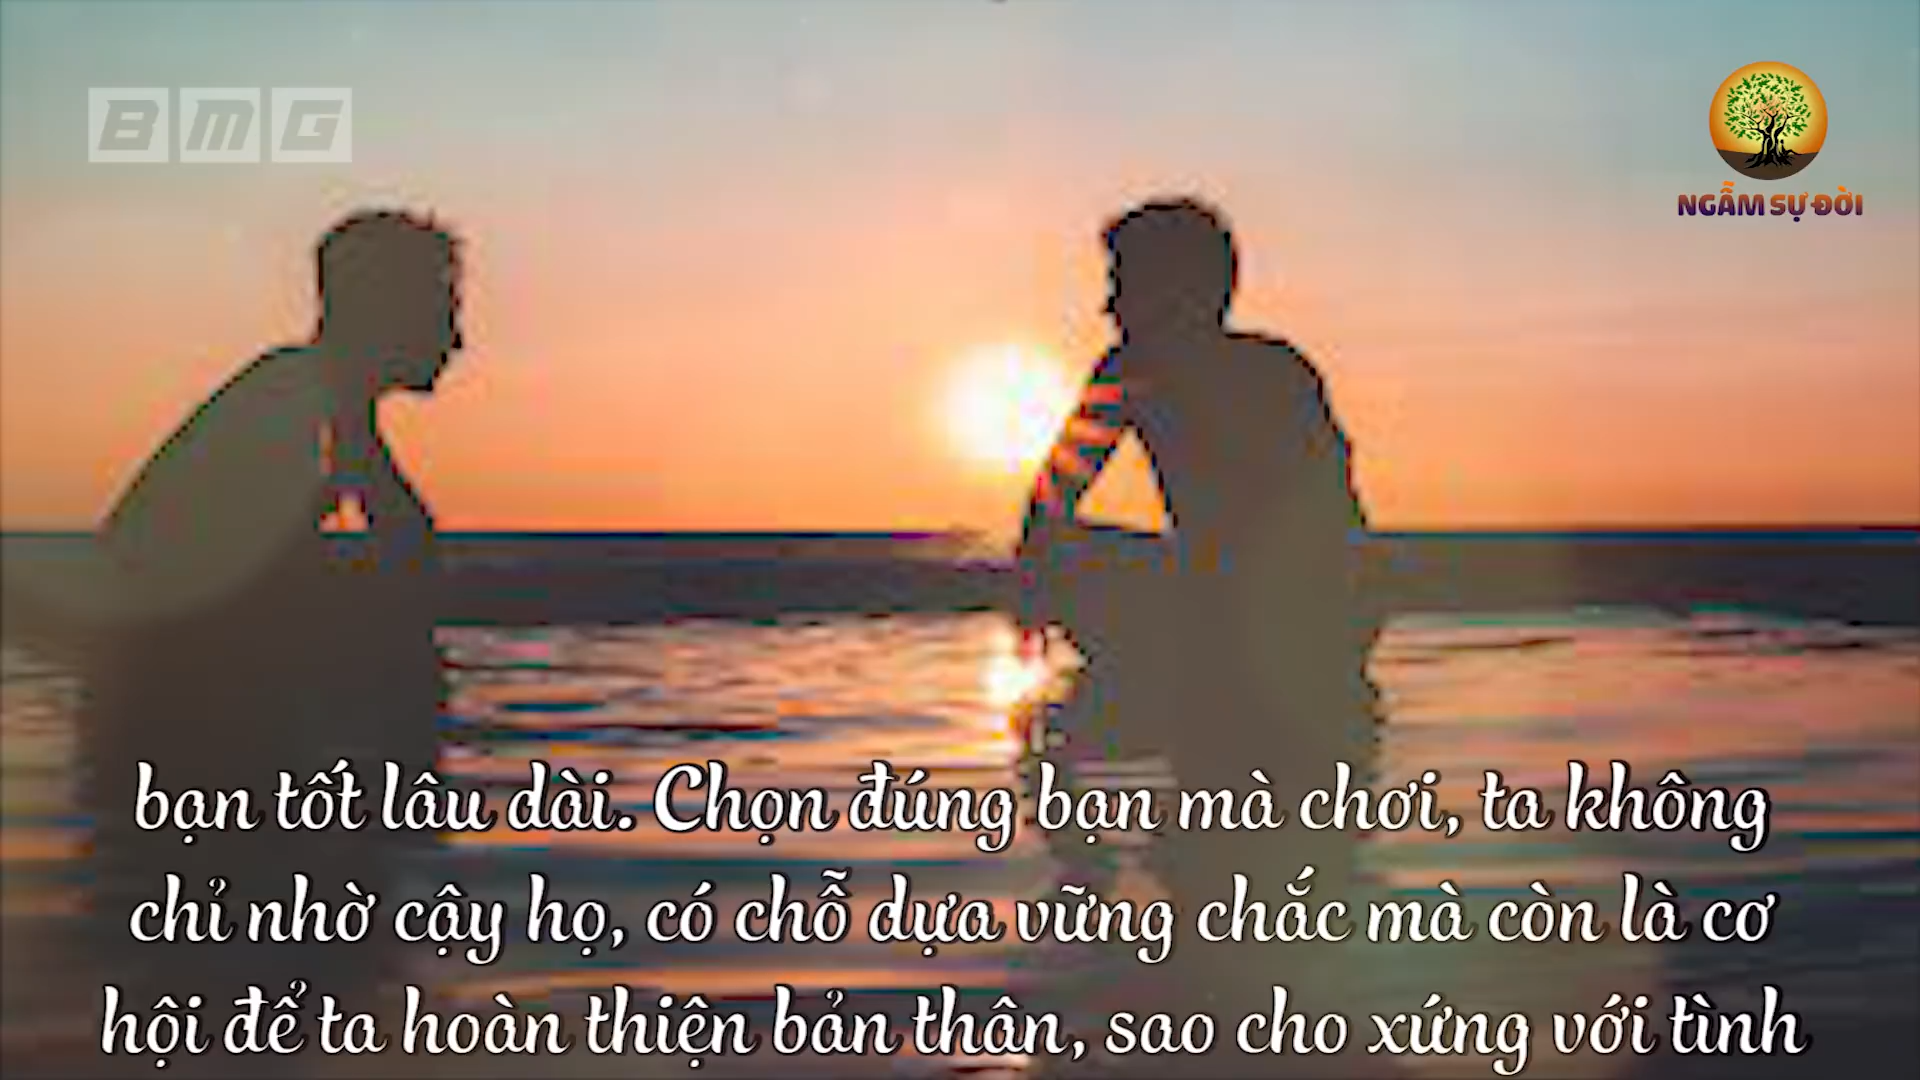 BMG
NGẪM SỰ ĐỜI
bạn tốt lâu dài. Chọn đúng bạn mà chơi, ta không
chỉ nhờ cậy họ, có chỗ dựa vững chắc mà còn là cơ
hội để ta hoàn thiện bản thân, sao cho xứng với tình